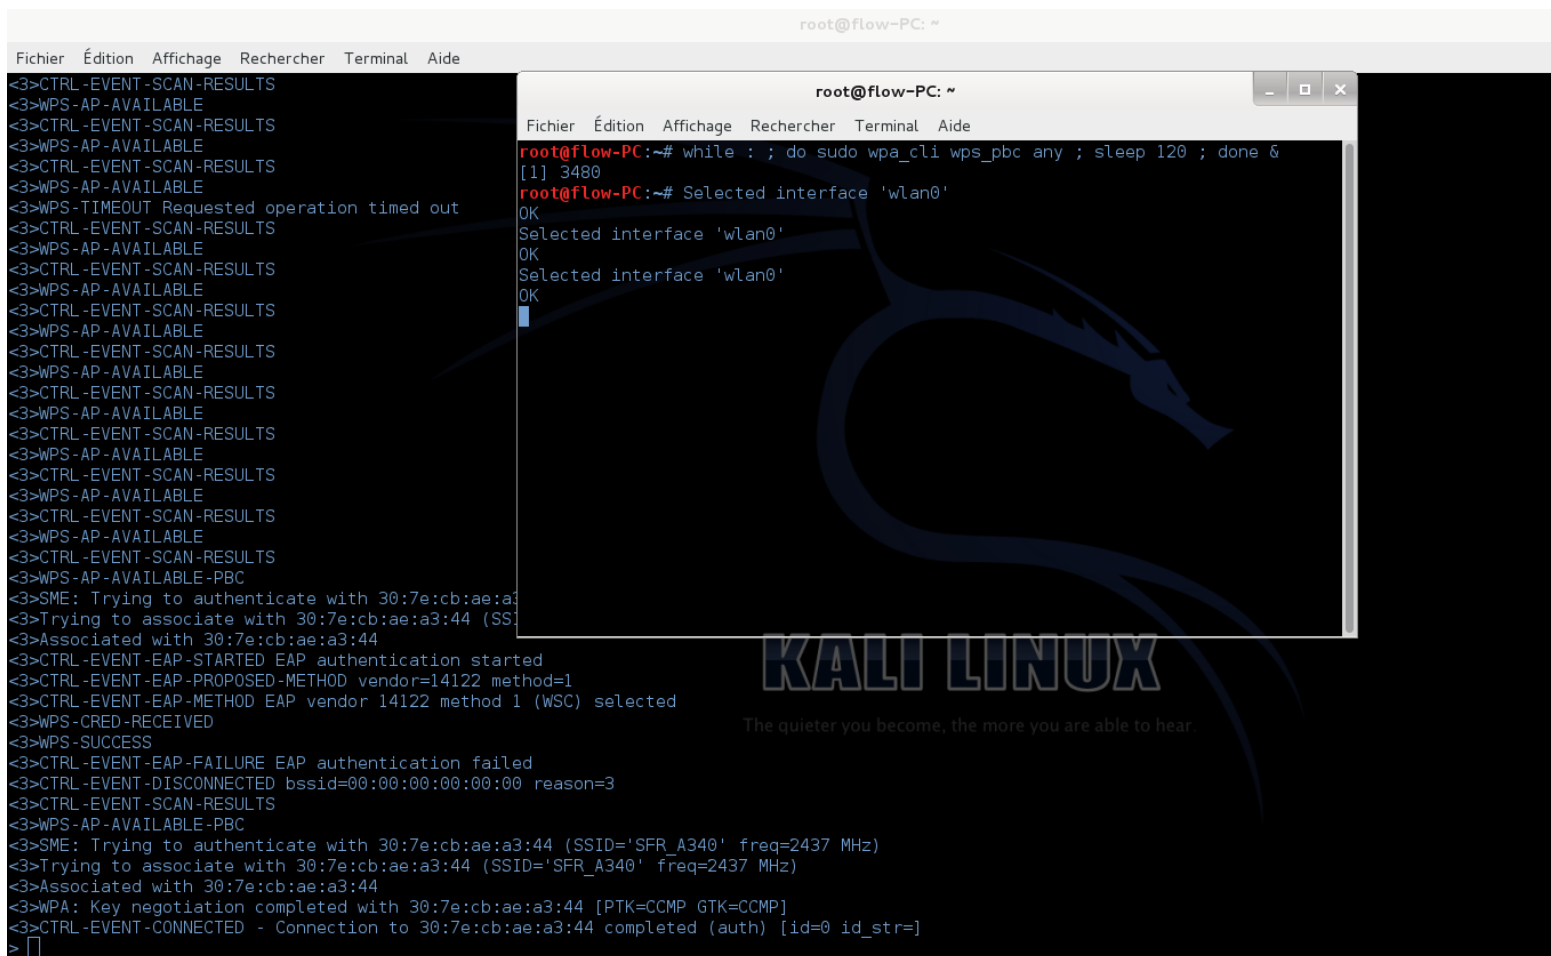 root@flow-PC: ~
Fichier Édition Affichage Rechercher Terminal Aide
<3>CTRL-EVENT-SCAN-RESULTS
<3>WPS-AP-AVAILABLE
<3>CTRL-EVENT-SCAN-RESULTS
<3>WPS-AP-AVAILABLE
<3>CTRL-EVENT-SCAN-RESULTS
<3>WPS-AP-AVAILABLE
<3>WPS-TIMEOUT Requested operation timed out
<3>CTRL-EVENT-SCAN-RESULTS
<3>WPS-AP-AVAILABLE
<3>CTRL-EVENT-SCAN-RESULTS
<3>WPS-AP-AVAILABLE
<3>CTRL-EVENT-SCAN-RESULTS
<3>WPS-AP-AVAILABLE
<3>CTRL-EVENT-SCAN-RESULTS
<3>WPS-AP-AVAILABLE
<3>CTRL-EVENT-SCAN-RESULTS
<3>WPS-AP-AVAILABLE
<3>CTRL-EVENT-SCAN-RESULTS
<3>WPS-AP-AVAILABLE
<3>CTRL-EVENT-SCAN-RESULTS
<3>WPS-AP-AVAILABLE
<3>CTRL-EVENT-SCAN-RESULTS
<3>WPS-AP-AVAILABLE
<3>CTRL-EVENT-SCAN-RESULTS
<3>WPS-AP-AVAILABLE-PBC
<3>SME: Trying to authenticate with 30:7e:cb:ae:a3
<3>Trying to associate with 30:7e:cb:ae:a3:44 (SS
<3>Associated with 30:7e:cb:ae:a3:44
<3>CTRL-EVENT-EAP-STARTED EAP authentication started
<3>CTRL-EVENT-EAP-PROPOSED-METHOD vendor=14122 method=1
<3>CTRL-EVENT-EAP-METHOD EAP vendor 14122 method 1 (WSC) selected
<3>WPS-CRED-RECEIVED
<3>WPS-SUCCESS
<3>CTRL-EVENT-EAP-FAILURE EAP authentication failed
<3>CTRL-EVENT-DISCONNECTED bssid=00:00:00:00:00:00 reason=3
<3>CTRL-EVENT-SCAN-RESULTS
<3>WPS-AP-AVAILABLE-PBC
<3>SME: Trying to authenticate with 30:7e:cb:ae:a3:44 (SSID='SFR_A340' freq=2437 MHz)
<3>Trying to associate with 30:7e:cb:ae:a3:44 (SSID='SFR_A340' freq=2437 MHz)
<3>Associated with 30:7e:cb:ae:a3:44
<3>WPA: Key negotiation completed with 30:7e:cb:ae:a3:44 [PTK=CCMP GTK=CCMP]
<3>CTRL-EVENT-CONNECTED - Connection to 30:7e:cb:ae:a3:44 completed (auth) [id=0 id_str=]
>
root@flow-PC: ~
Fichier Édition Affichage Rechercher Terminal Aide
root@flow-PC:~# while : ; do sudo wpa_cli wps_pbc any ; sleep 120 ; done &
[1] 3480
root@flow-PC:~# Selected interface 'wlan0'
OK
Selected interface 'wlan0'
OK
Selected interface 'wlan0'
OK
KALI LINUX
The quieter you become, the more you are able to hear.